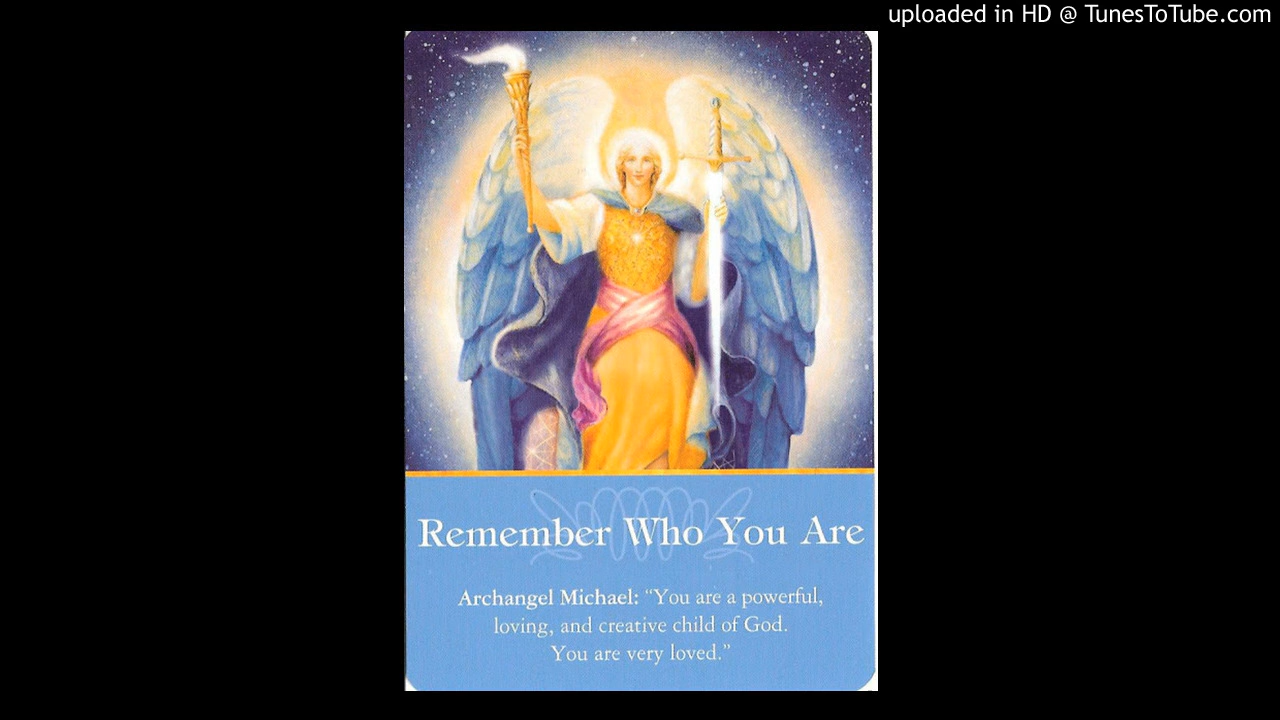 uploaded in HD @ TunesToTube.com
Remember Who You Are
Archangel Michael: “You are a powerful,
loving, and creative child of God.
You are very loved.”